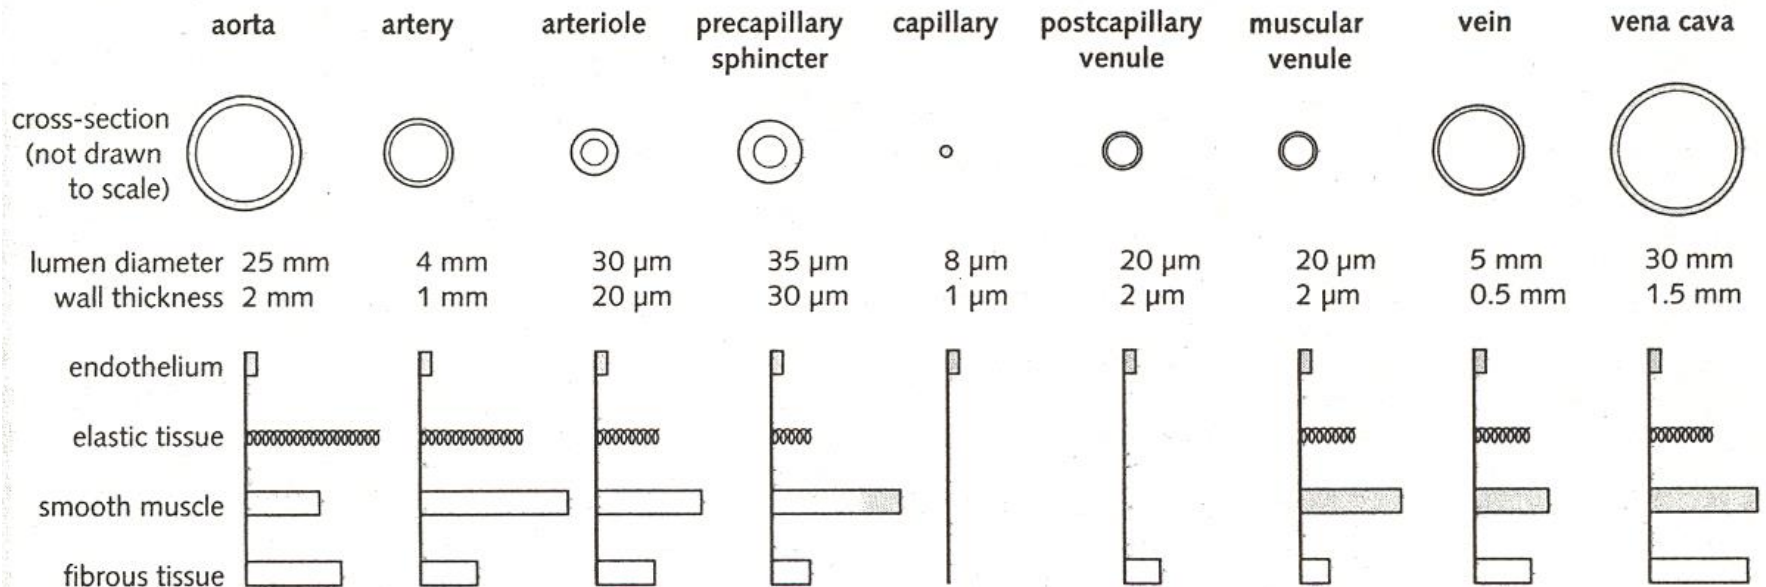 aorta artery arteriole precapillary capillary postcapillary muscular vein vena cava
sphincter venule venule
cross-section
(not drawn
to scale)
lumen diameter 25 mm 4 mm 30 µm 35 µm 8 µm 20 µm 20 µm 5 mm 30 mm
wall thickness 2 mm 1 mm 20 µm 30 µm 1 µm 2 µm 2 µm 0.5 mm 1.5 mm
endothelium
elastic tissue
smooth muscle
fibrous tissue